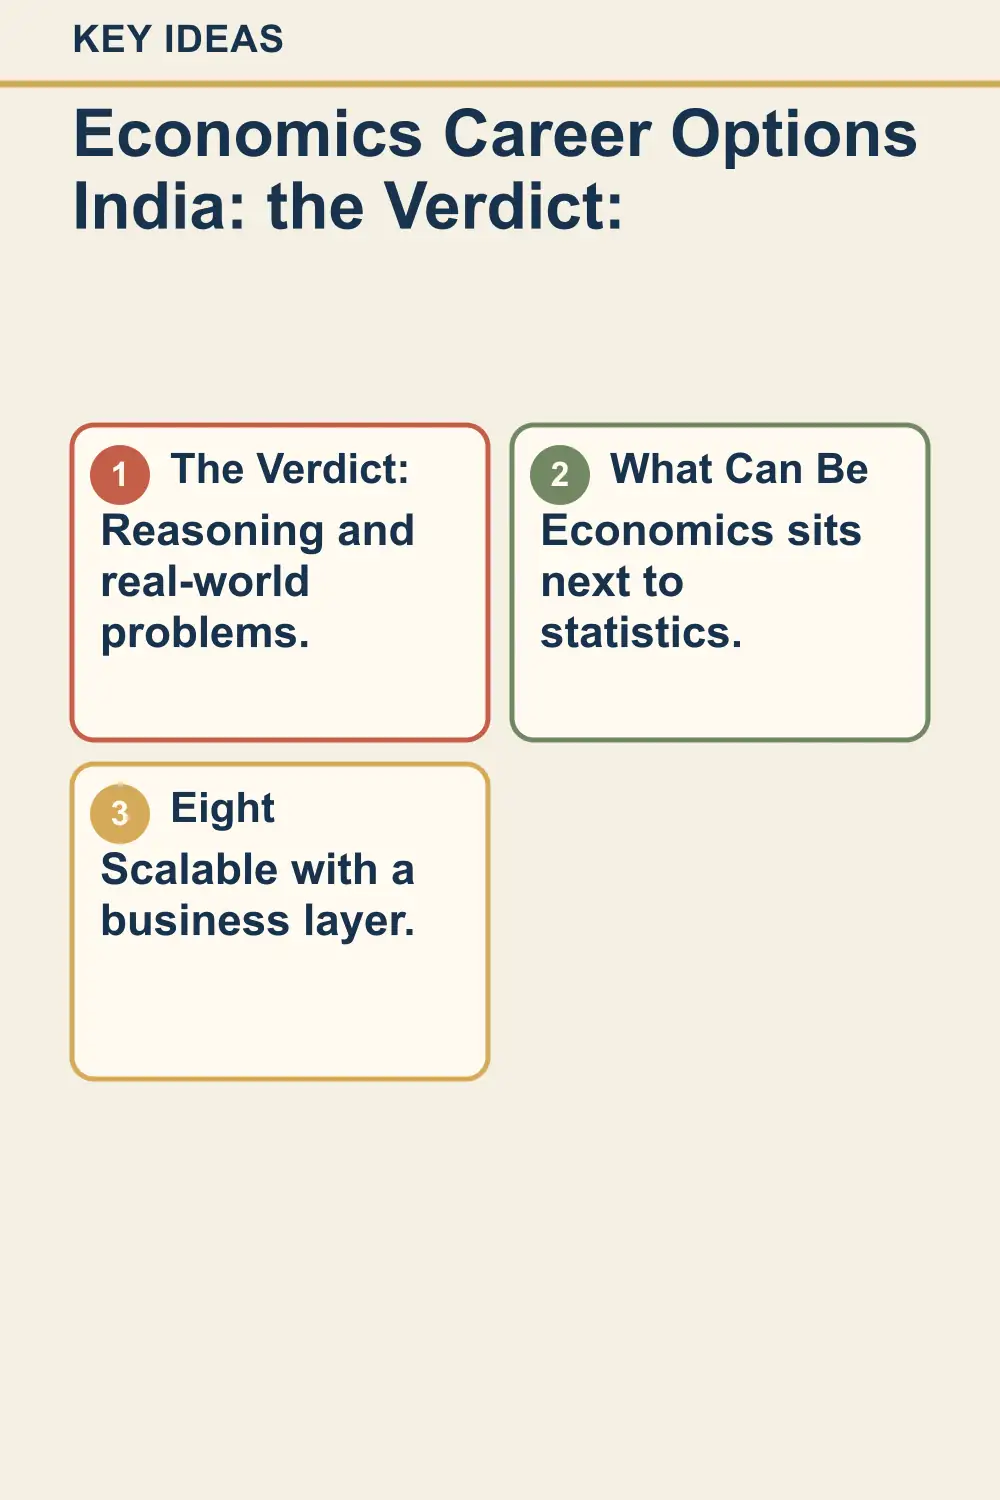 KEY IDEAS
Economics Career Options
India: the Verdict:
1 The Verdict:
Reasoning and
real-world
problems.
2 What Can Be
Economics sits
next to
statistics.
3 Eight
Scalable with a
business layer.